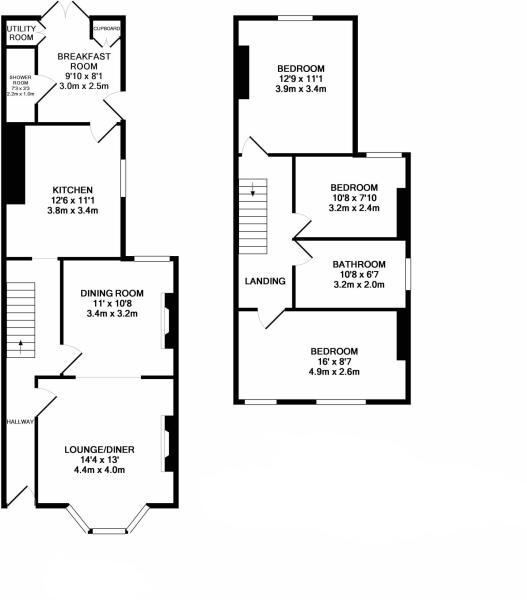 UTILITY
ROOM
CUPBOARD
BREAKFAST
ROOM
9'10 x 8'1
3.0m x 2.5m
SHOWER
ROOM
7'3 x 3'3
2.2m x 1.0m
KITCHEN
12'6 x 11'1
3.8m x 3.4m
DINING ROOM
11' x 10'8
3.4m x 3.2m
HALLWAY
LOUNGE/DINER
14'4 x 13'
4.4m x 4.0m
BEDROOM
12'9 x 11'1
3.9m x 3.4m
BEDROOM
10'8 x 7'10
3.2m x 2.4m
BATHROOM
10'8 x 6'7
3.2m x 2.0m
LANDING
BEDROOM
16' x 8'7
4.9m x 2.6m